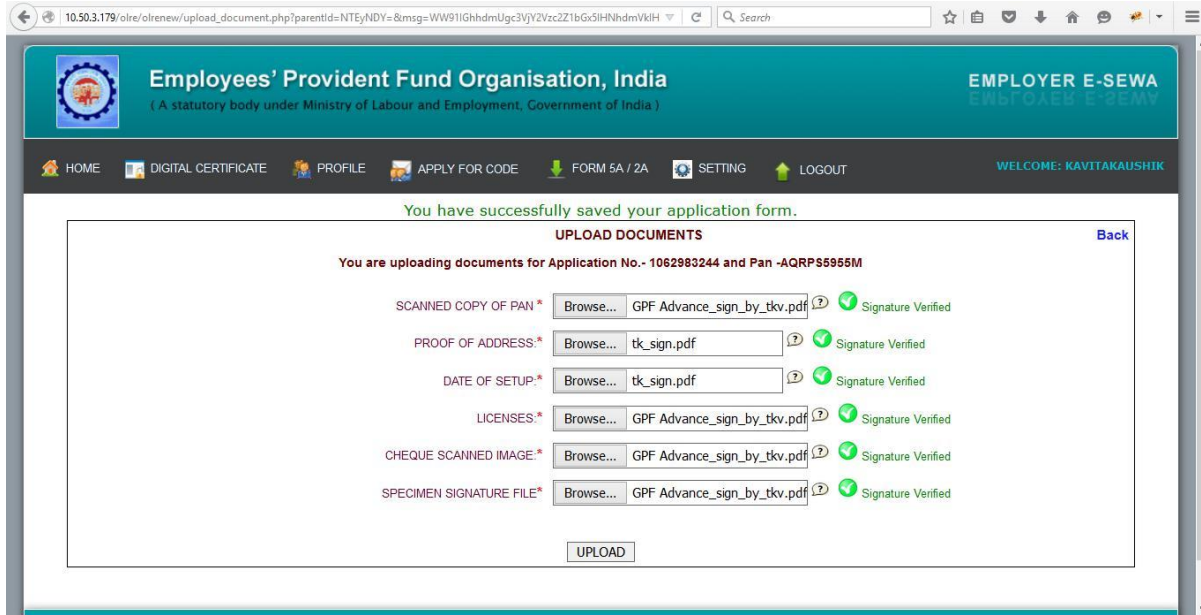 10.50.3.179/olre/olrenew/upload_document.php?parentId=NTEyNDY=&msg=WW91IGhhdmUgc3VjY2Vzc2Z1bGx5IHNhdmVkIH
Search
Employees' Provident Fund Organisation, India
EMPLOYER E-SEWA
( A statutory body under Ministry of Labour and Employment, Government of India )
HOME DIGITAL CERTIFICATE PROFILE APPLY FOR CODE FORM 5A / 2A SETTING LOGOUT WELCOME: KAVITAKAUSHIK
You have successfully saved your application form.
UPLOAD DOCUMENTS Back
You are uploading documents for Application No.- 1062983244 and Pan -AQRPS5955M
SCANNED COPY OF PAN * Browse... GPF Advance_sign_by_tkv.pdf ? Signature Verified
PROOF OF ADDRESS:* Browse... tk_sign.pdf ? Signature Verified
DATE OF SETUP:* Browse... tk_sign.pdf ? Signature Verified
LICENSES:* Browse... GPF Advance_sign_by_tkv.pdf ? Signature Verified
CHEQUE SCANNED IMAGE:* Browse... GPF Advance_sign_by_tkv.pdf ? Signature Verified
SPECIMEN SIGNATURE FILE* Browse... GPF Advance_sign_by_tkv.pdf ? Signature Verified
UPLOAD